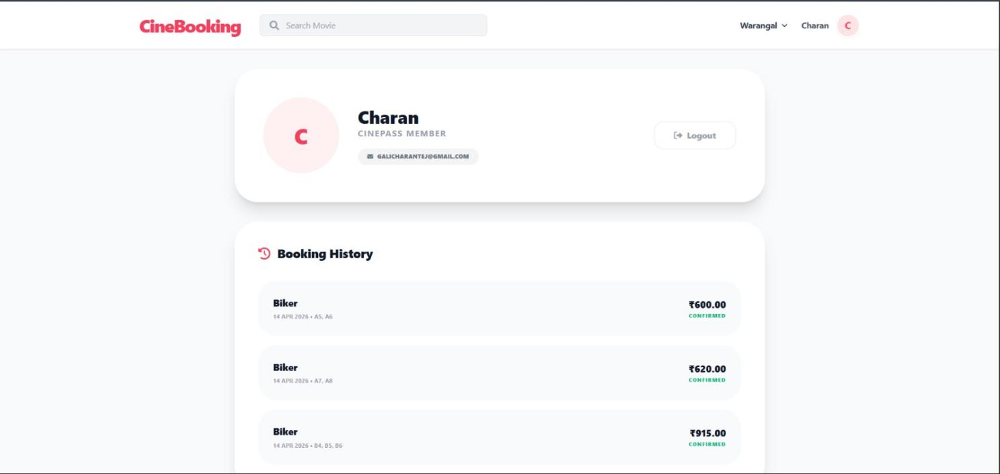 CineBooking
Search Movie
Warangal
Charan
C
C
Charan
CINEPASS MEMBER
GALICHARANTEJ@GMAIL.COM
Logout
Booking History
Biker
14 APR 2026 • A5, A6
₹600.00
CONFIRMED
Biker
14 APR 2026 • A7, A8
₹620.00
CONFIRMED
Biker
14 APR 2026 • B4, B5, B6
₹915.00
CONFIRMED